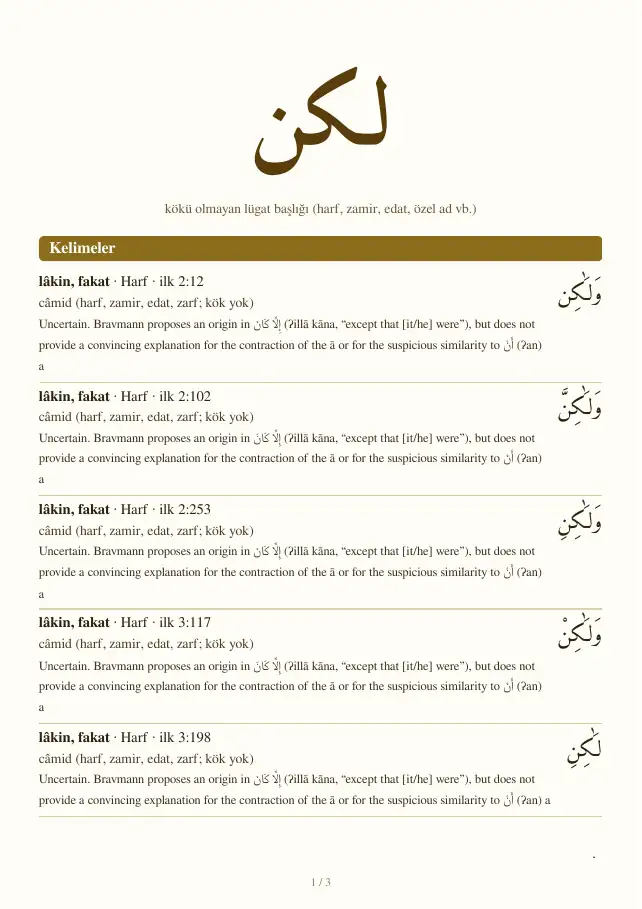 لكن
kökü olmayan lügat başlığı (harf, zamir, edat, özel ad vb.)
Kelimeler
lâkin, fakat · Harf · ilk 2:12
وَلَٰكِن
câmid (harf, zamir, edat, zarf; kök yok)
Uncertain. Bravmann proposes an origin in إِلَّا كَانَ (ʔillā kāna, “except that [it/he] were”), but does not
provide a convincing explanation for the contraction of the ā or for the suspicious similarity to أَنْ (ʔan)
a
lâkin, fakat · Harf · ilk 2:102
وَلَٰكِنَّ
câmid (harf, zamir, edat, zarf; kök yok)
Uncertain. Bravmann proposes an origin in إِلَّا كَانَ (ʔillā kāna, “except that [it/he] were”), but does not
provide a convincing explanation for the contraction of the ā or for the suspicious similarity to أَنْ (ʔan)
a
lâkin, fakat · Harf · ilk 2:253
وَلَٰكِنِ
câmid (harf, zamir, edat, zarf; kök yok)
Uncertain. Bravmann proposes an origin in إِلَّا كَانَ (ʔillā kāna, “except that [it/he] were”), but does not
provide a convincing explanation for the contraction of the ā or for the suspicious similarity to أَنْ (ʔan)
a
lâkin, fakat · Harf · ilk 3:117
وَلَٰكِنْ
câmid (harf, zamir, edat, zarf; kök yok)
Uncertain. Bravmann proposes an origin in إِلَّا كَانَ (ʔillā kāna, “except that [it/he] were”), but does not
provide a convincing explanation for the contraction of the ā or for the suspicious similarity to أَنْ (ʔan)
a
lâkin, fakat · Harf · ilk 3:198
لَٰكِنِ
câmid (harf, zamir, edat, zarf; kök yok)
Uncertain. Bravmann proposes an origin in إِلَّا كَانَ (ʔillā kāna, “except that [it/he] were”), but does not
provide a convincing explanation for the contraction of the ā or for the suspicious similarity to أَنْ (ʔan) a
.
1 / 3